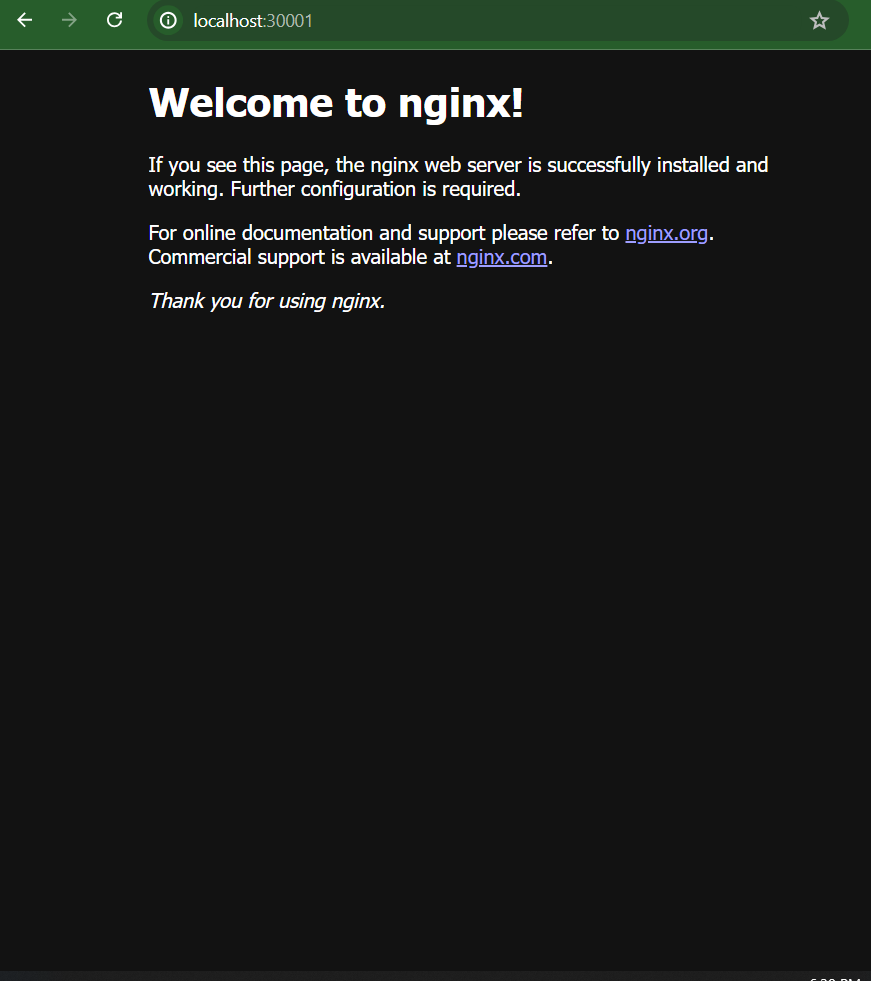 localhost:30001
Welcome to nginx!
If you see this page, the nginx web server is successfully installed and
working. Further configuration is required.
For online documentation and support please refer to nginx.org.
Commercial support is available at nginx.com.
Thank you for using nginx.